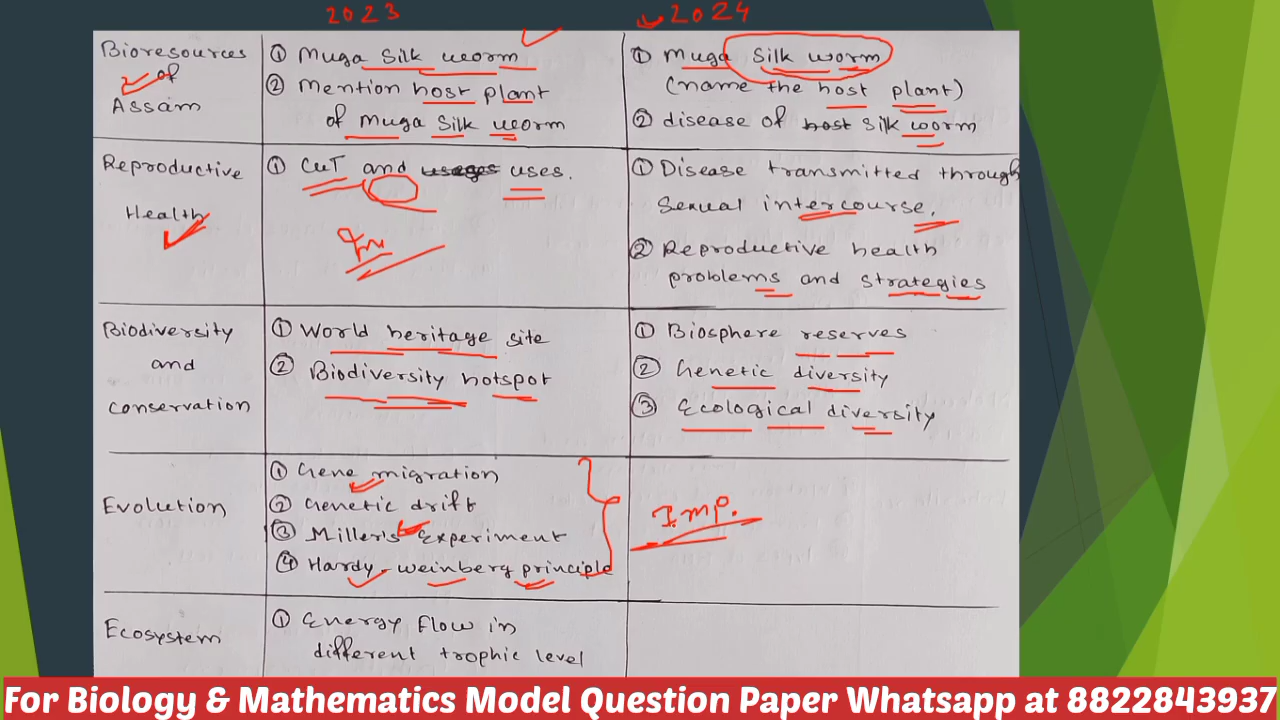 2023
2024
Bioresources
of
Assam
① Muga Silk worm
② Mention host plant
of Muga Silk worm
① Muga Silk worm
(name the host plant)
② disease of host Silk worm
Reproductive
Health
① CuT and usages uses.
① Disease transmitted through
Sexual intercourse.
② Reproductive health
problems and strategies
Biodiversity
and
conservation
① World heritage site
② Biodiversity hotspot
① Biosphere reserves
② Genetic diversity
③ Ecological diversity
Evolution
① Gene migration
② Genetic drift
③ Millers Experiment
④ Hardy-weinberg principle
I.mp.
Ecosystem
① Energy Flow in
different trophic level
For Biology & Mathematics Model Question Paper Whatsapp at 8822843937